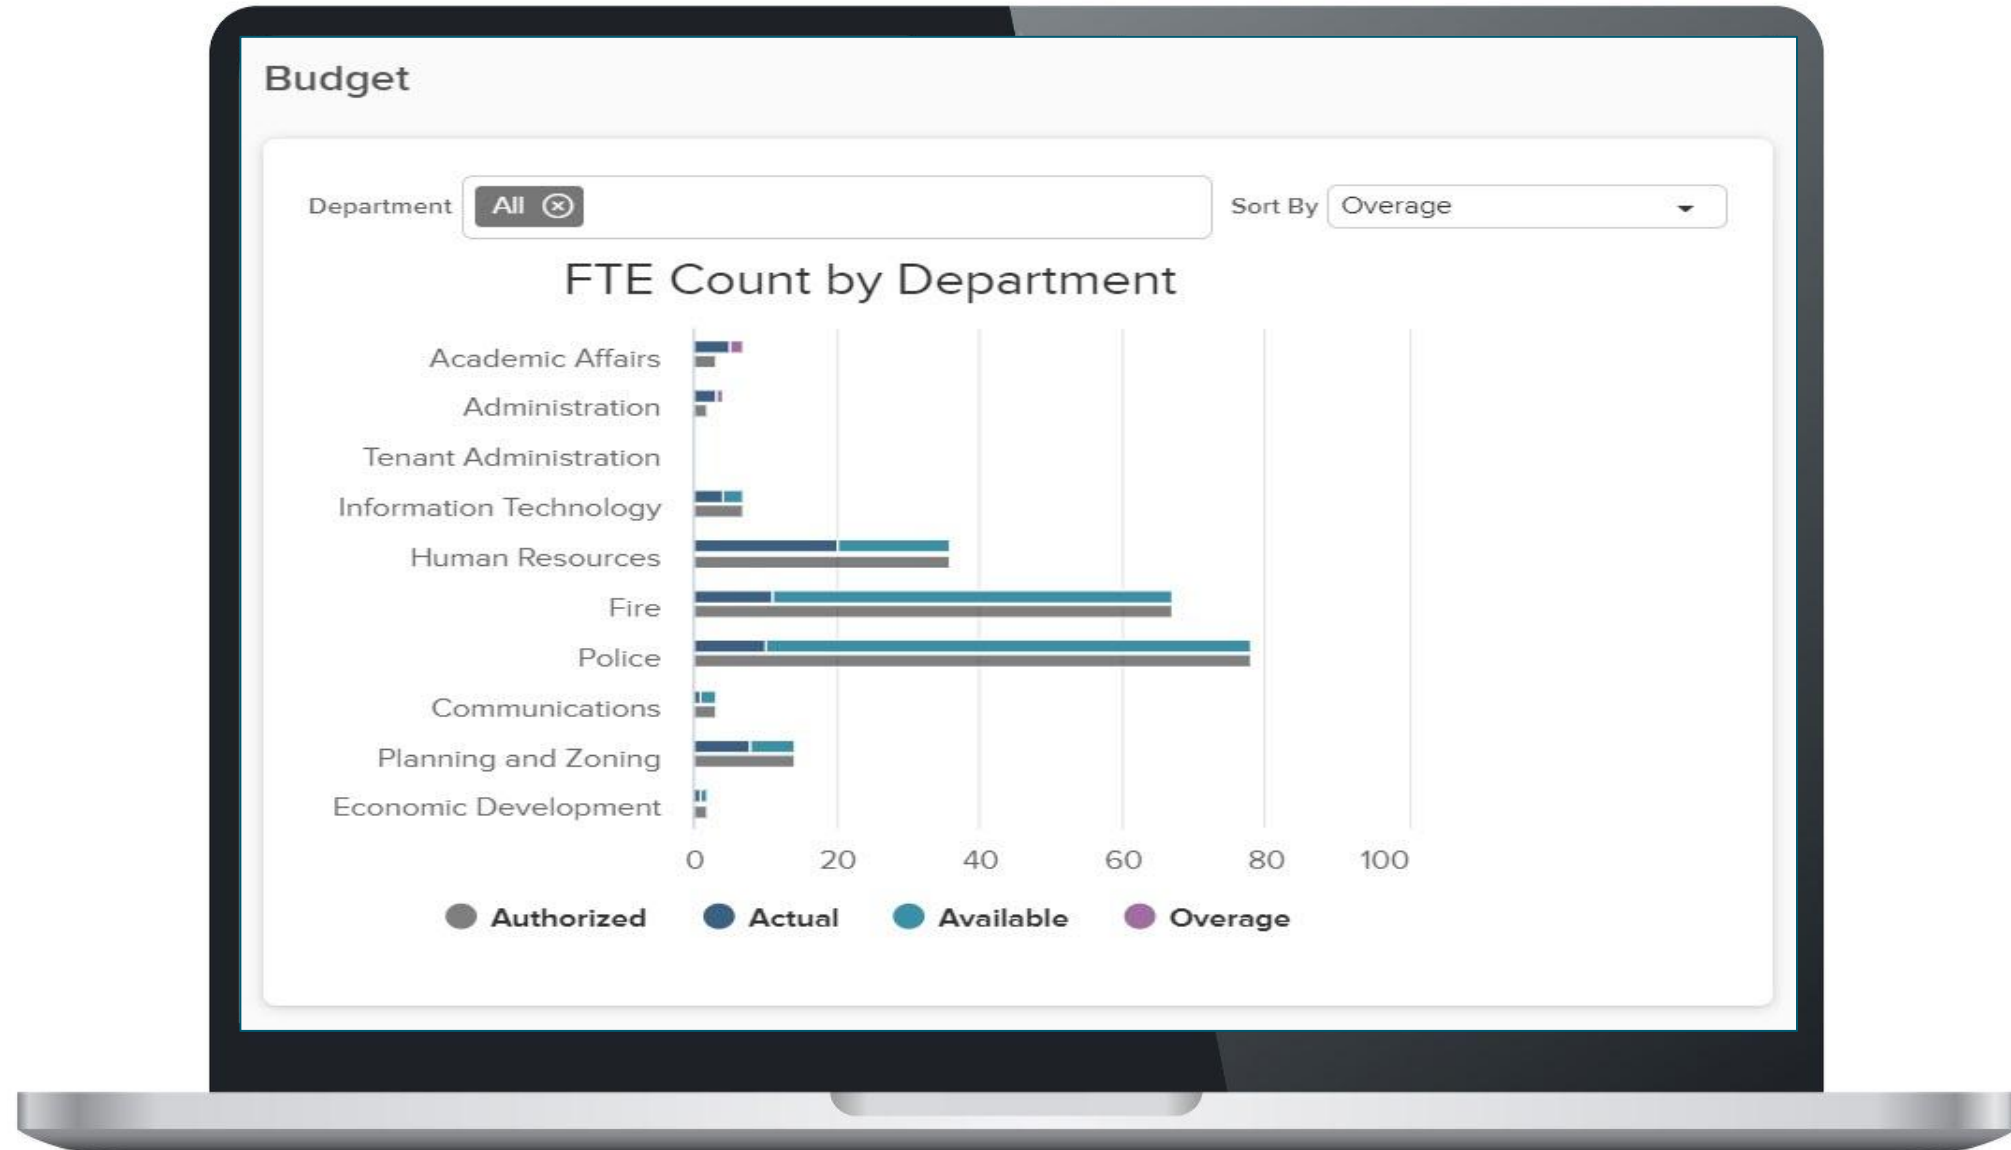 Budget
Department All Sort By Overage
FTE Count by Department
Academic Affairs
Administration
Tenant Administration
Information Technology
Human Resources
Fire
Police
Communications
Planning and Zoning
Economic Development
0 20 40 60 80 100
Authorized Actual Available Overage